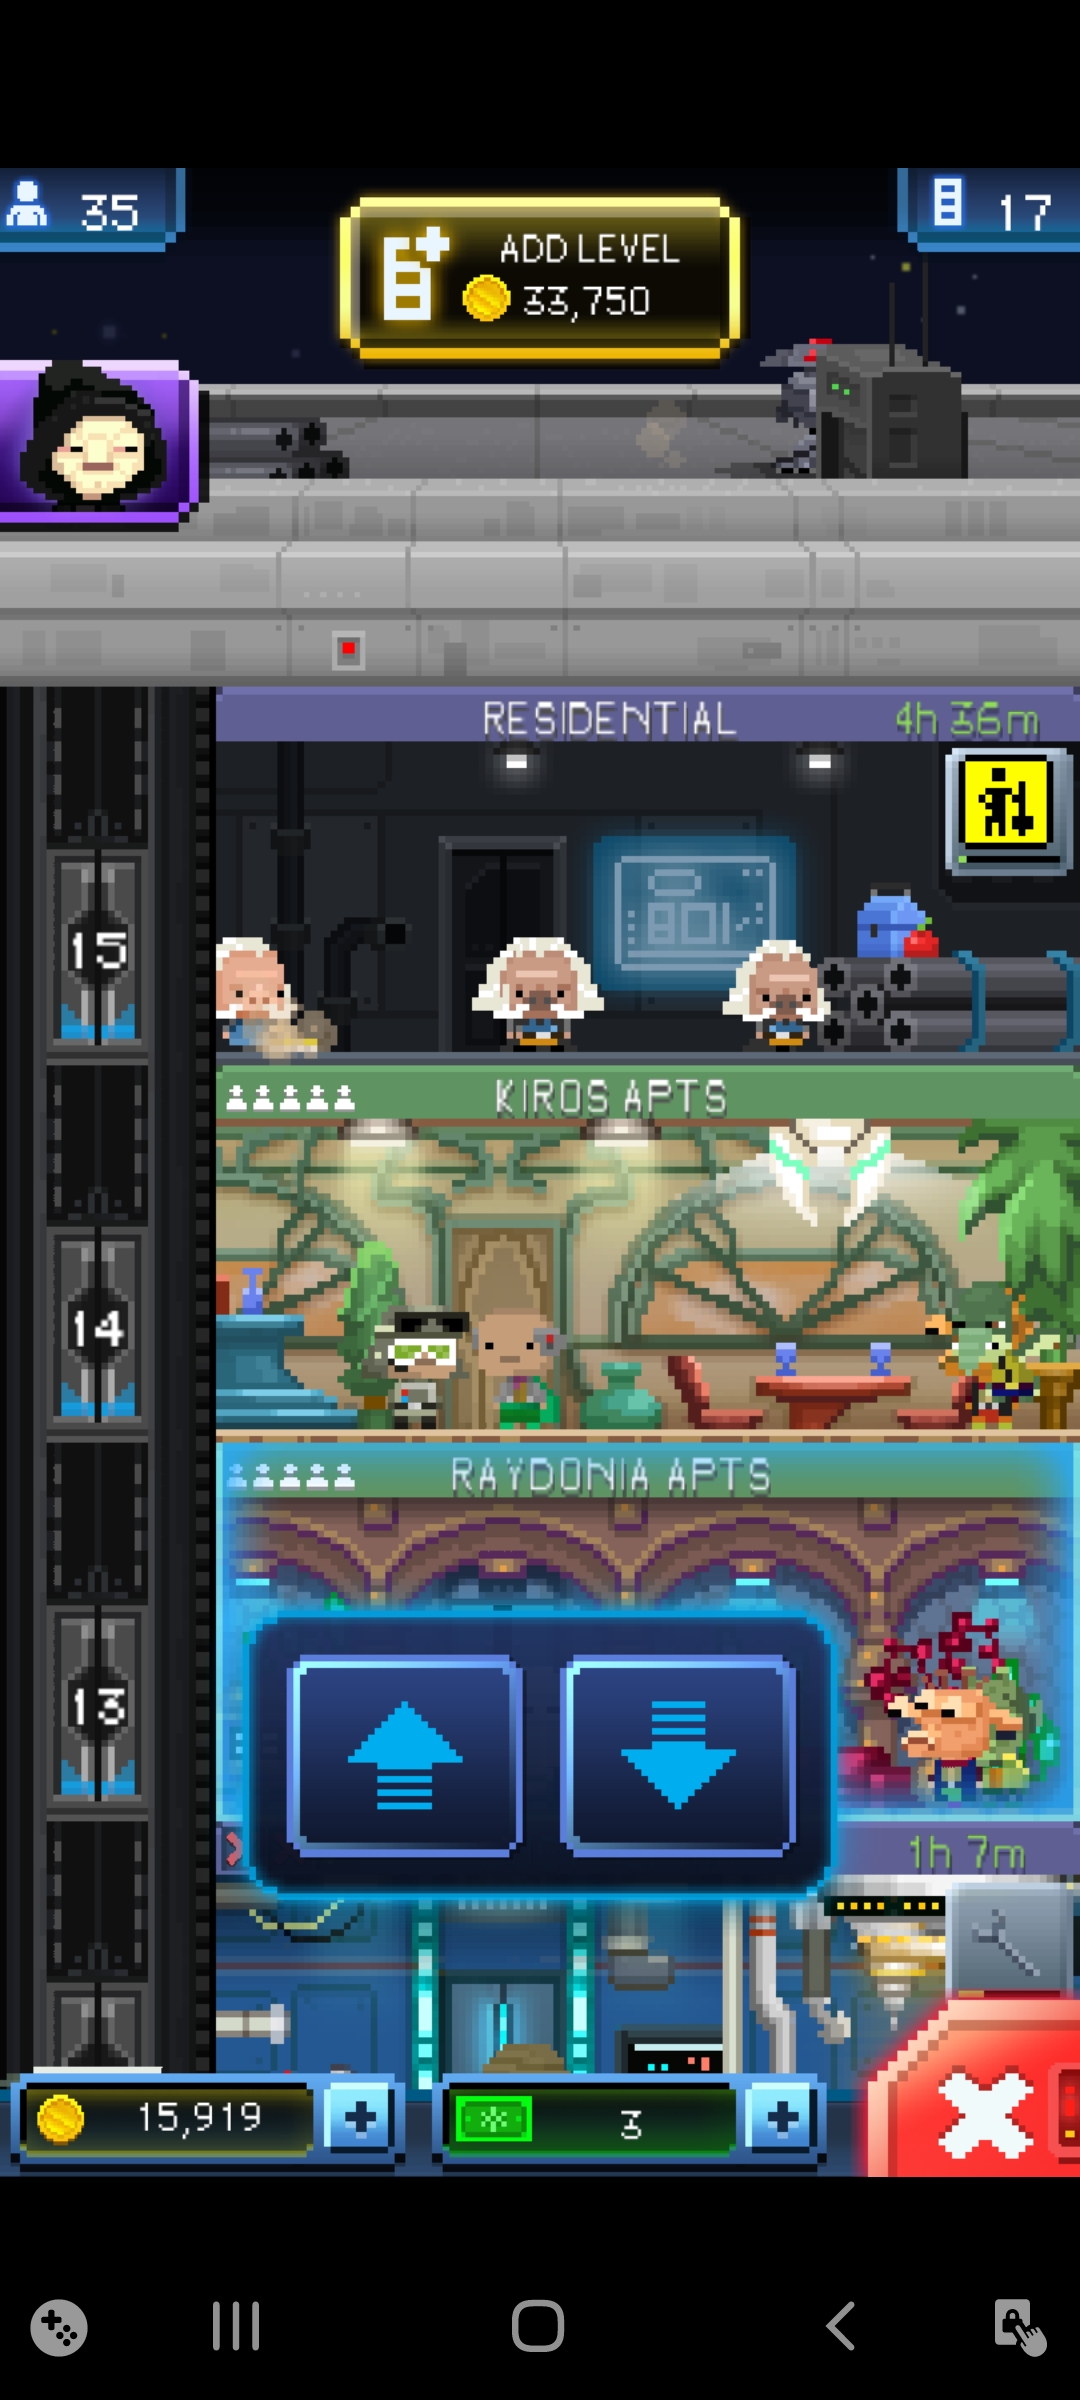 35
ADD LEVEL
33,750
17
RESIDENTIAL
4h 36m
15
KIROS APTS
14
RAYDONIA APTS
13
1h 7m
15,919
3